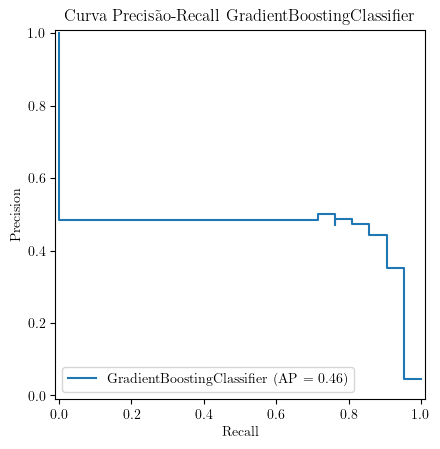 Curva Precisão-Recall GradientBoostingClassifier
1.0
0.8
0.6
0.4
0.2
0.0
Precision
GradientBoostingClassifier (AP = 0.46)
0.0 0.2 0.4 0.6 0.8 1.0
Recall